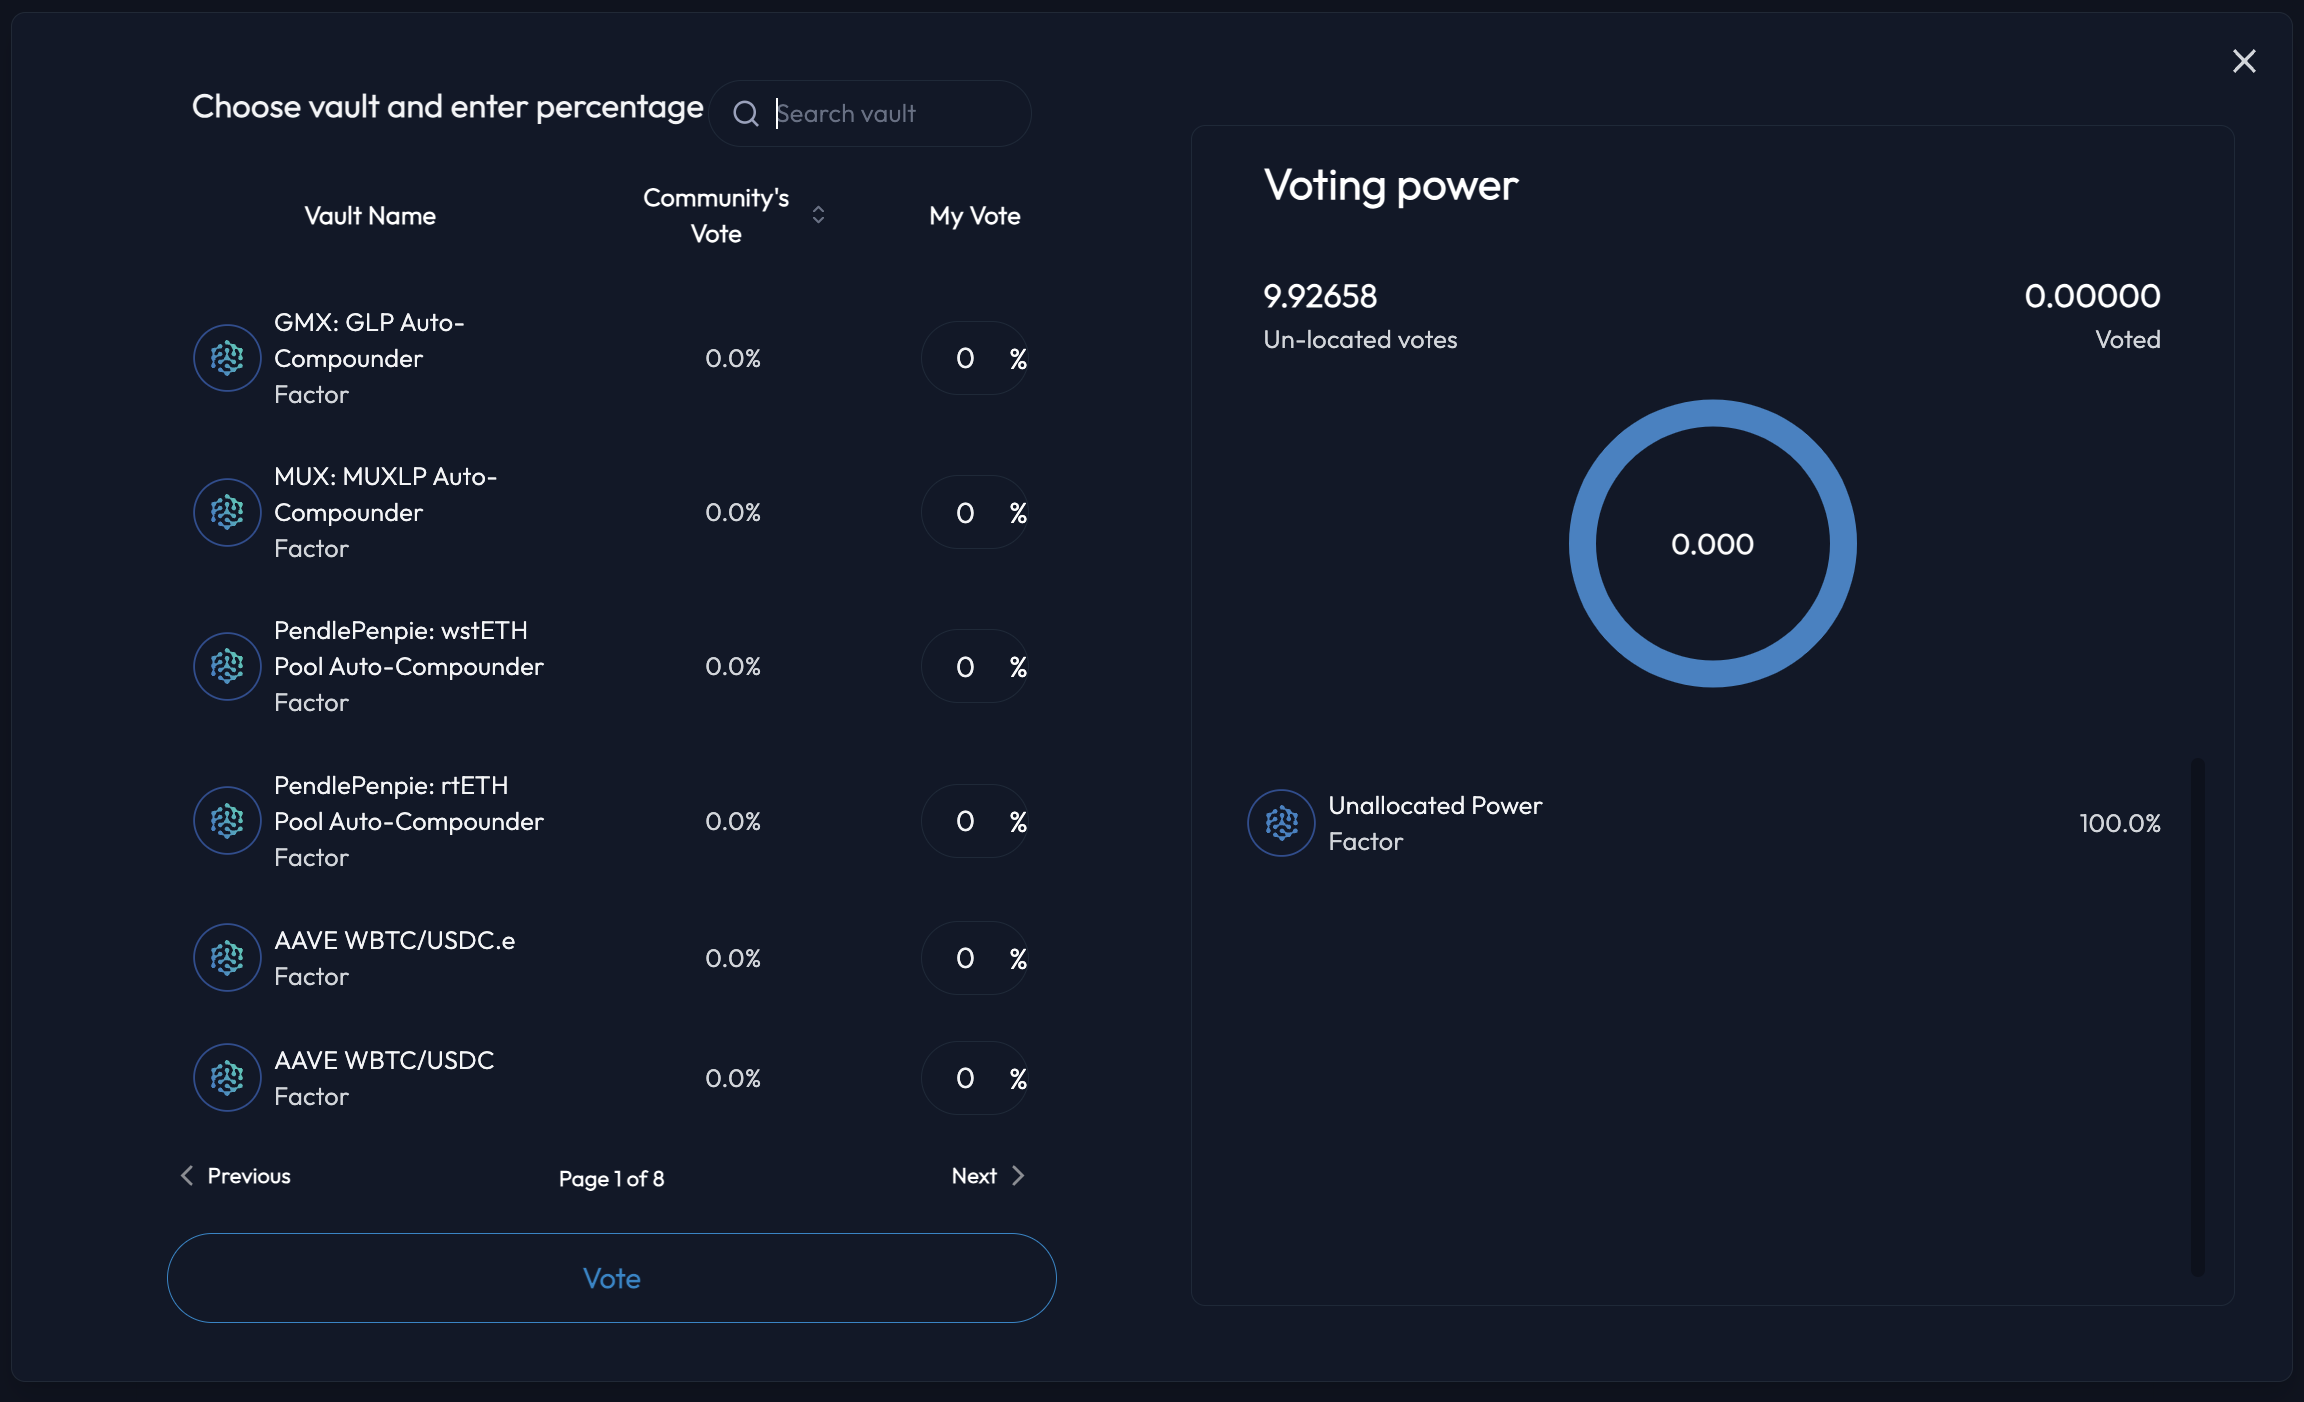 Choose vault and enter percentage
Search vault
Vault Name
Community's
Vote
My Vote
GMX: GLP Auto-
Compounder
Factor
0.0%
0 %
MUX: MUXLP Auto-
Compounder
Factor
0.0%
0 %
PendlePenpie: wstETH
Pool Auto-Compounder
Factor
0.0%
0 %
PendlePenpie: rtETH
Pool Auto-Compounder
Factor
0.0%
0 %
AAVE WBTC/USDC.e
Factor
0.0%
0 %
AAVE WBTC/USDC
Factor
0.0%
0 %
Previous
Page 1 of 8
Next
Vote
Voting power
9.92658
Un-located votes
0.00000
Voted
0.000
Unallocated Power
Factor
100.0%